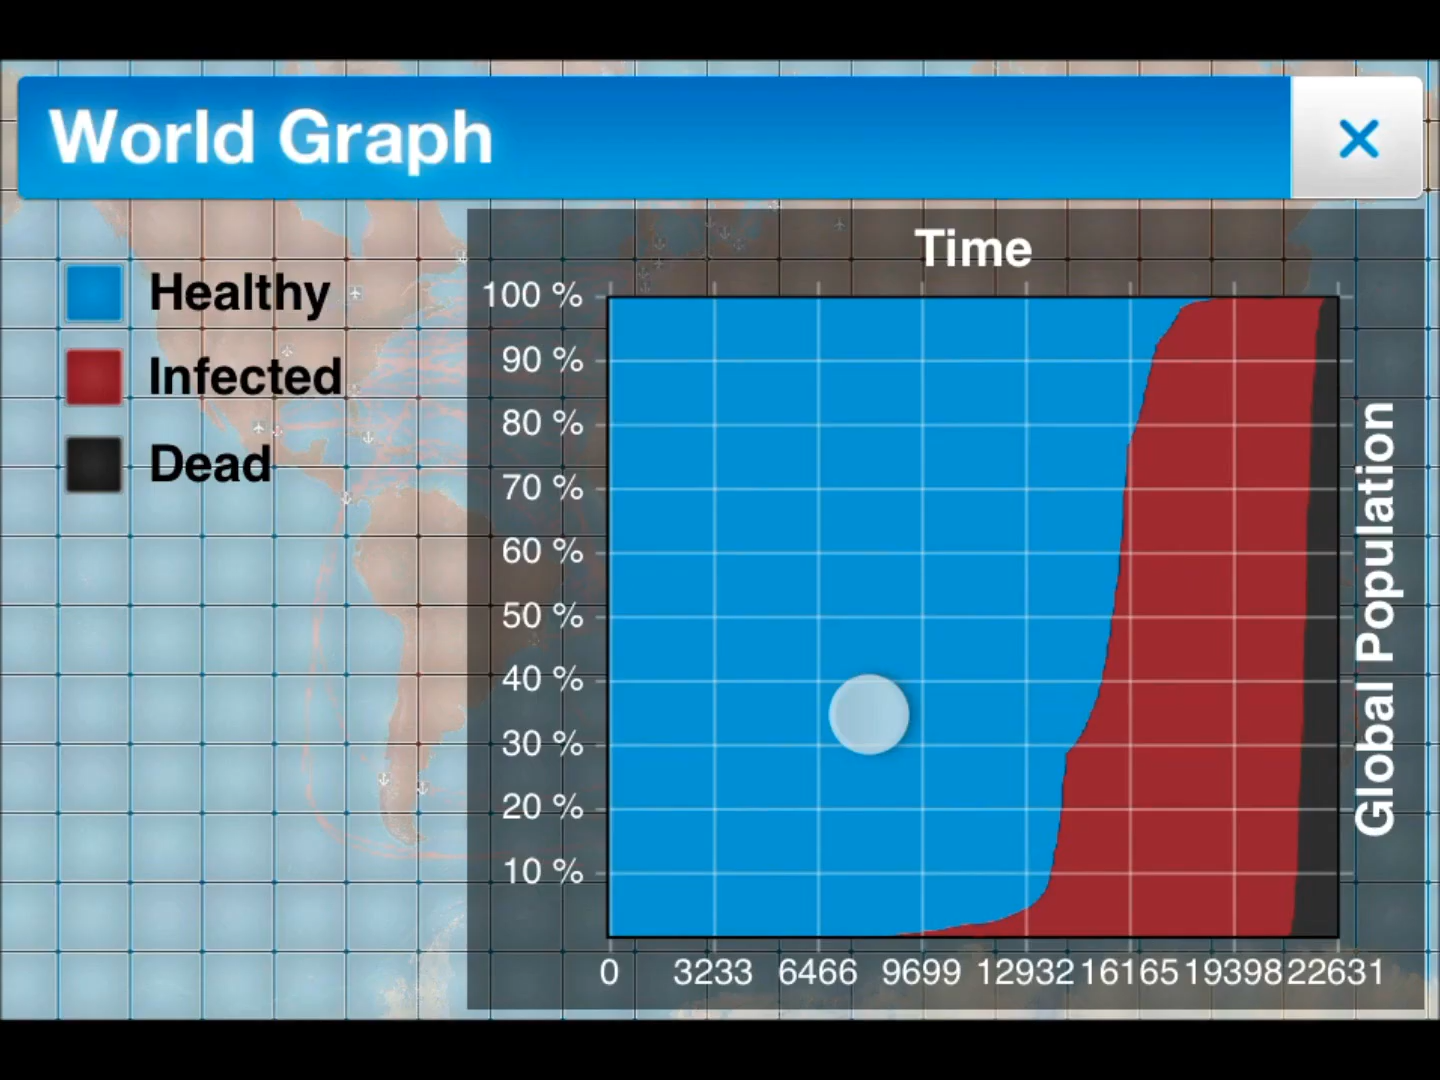 World Graph
Healthy
Infected
Dead
Time
100 %
90 %
80 %
70 %
60 %
50 %
40 %
30 %
20 %
10 %
0 3233 6466 9699 12932 16165 19398 22631
Global Population